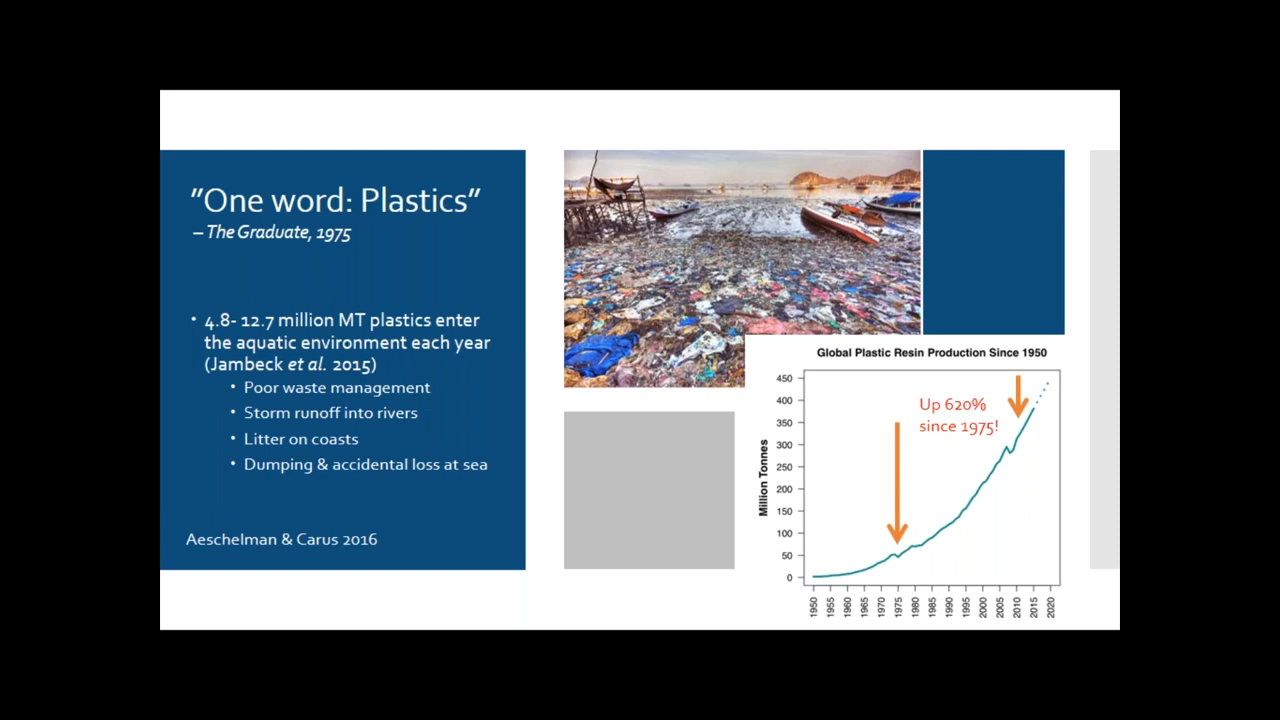 "One word: Plastics"
– The Graduate, 1975
• 4.8- 12.7 million MT plastics enter
the aquatic environment each year
(Jambeck et al. 2015)
• Poor waste management
• Storm runoff into rivers
• Litter on coasts
• Dumping & accidental loss at sea
Aeschelman & Carus 2016
Global Plastic Resin Production Since 1950
Up 620%
since 1975!
Million Tonnes
450
400
350
300
250
200
150
100
50
0
1950 1955 1960 1965 1970 1975 1980 1985 1990 1995 2000 2005 2010 2015 2020